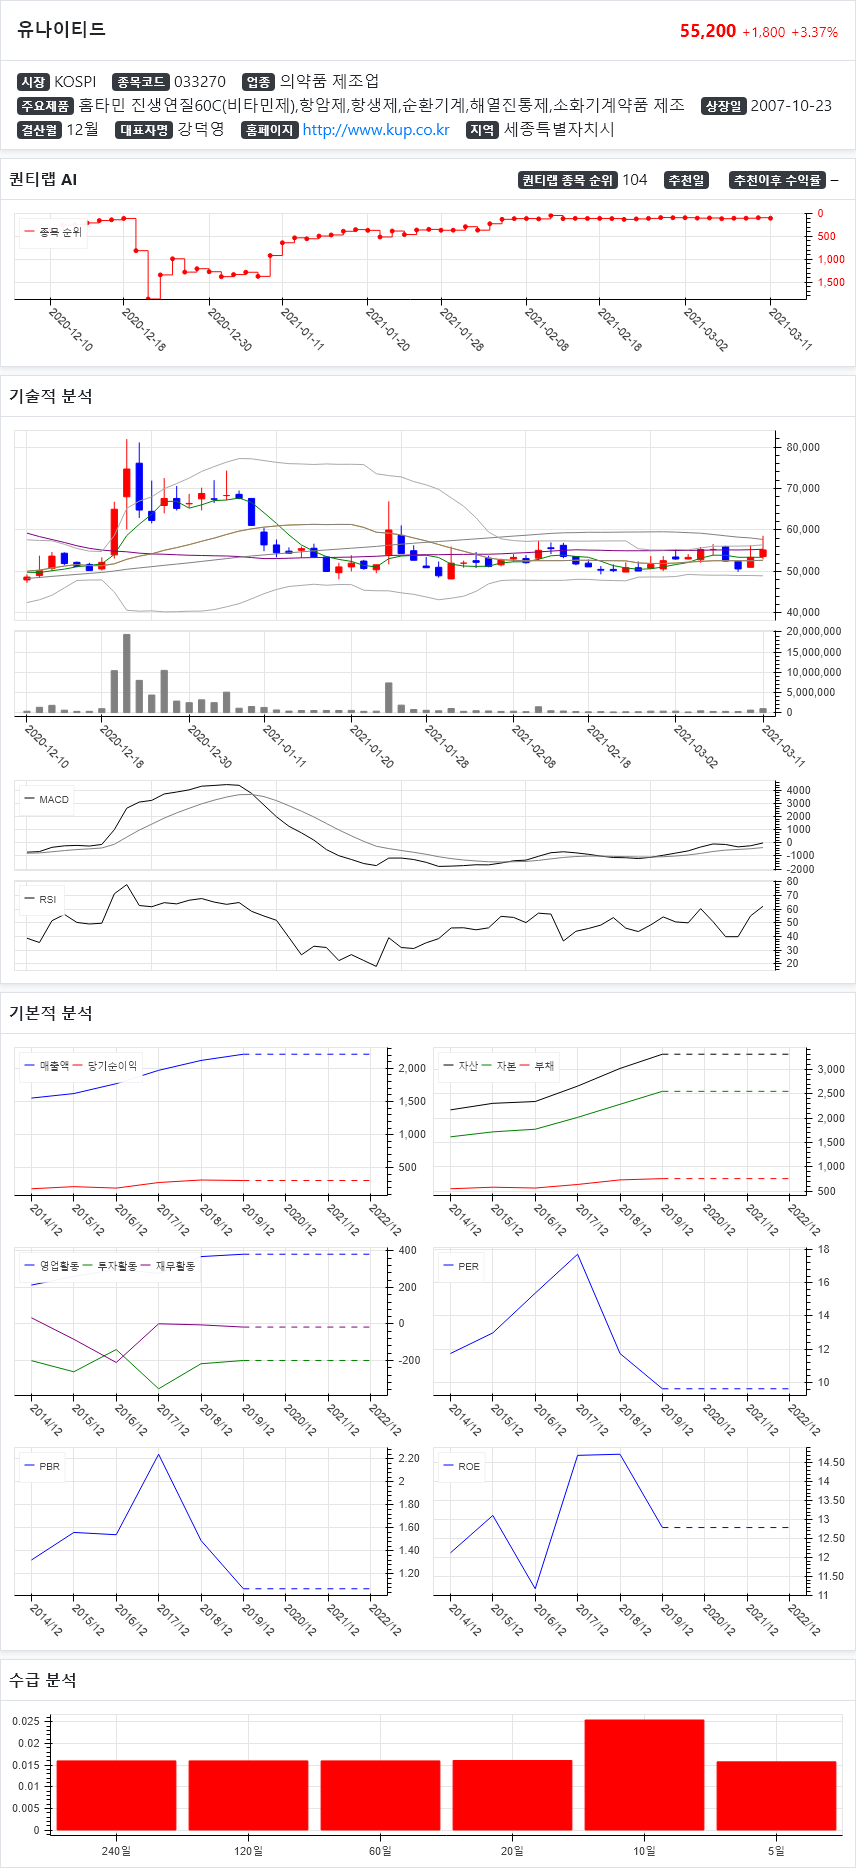 유나이티드
55,200 +1,800 +3.37%
시장 KOSPI 종목코드 033270 업종 의약품 제조업
주요제품 홈타민 진생연질60C(비타민제),항암제,항생제,순환기계,해열진통제,소화기계약품 제조 상장일 2007-10-23
결산월 12월 대표자명 강덕영 홈페이지 http://www.kup.co.kr 지역 세종특별자치시
퀀티랩 AI
퀀티랩 종목 순위 104 추천일 추천이후 수익률 –
종목 순위
0
500
1,000
1,500
2020-12-10 2020-12-18 2020-12-30 2021-01-11 2021-01-20 2021-01-28 2021-02-08 2021-02-18 2021-03-02 2021-03-11
기술적 분석
80,000
70,000
60,000
50,000
40,000
20,000,000
15,000,000
10,000,000
5,000,000
0
2020-12-10 2020-12-18 2020-12-30 2021-01-11 2021-01-20 2021-01-28 2021-02-08 2021-02-18 2021-03-02 2021-03-11
MACD
4000
3000
2000
1000
0
-1000
-2000
RSI
80
70
60
50
40
30
20
기본적 분석
매출액 당기순이익
2,000
1,500
1,000
500
2014/12 2015/12 2016/12 2017/12 2018/12 2019/12 2020/12 2021/12 2022/12
자산 자본 부채
3,000
2,500
2,000
1,500
1,000
500
2014/12 2015/12 2016/12 2017/12 2018/12 2019/12 2020/12 2021/12 2022/12
영업활동 투자활동 재무활동
400
200
0
-200
2014/12 2015/12 2016/12 2017/12 2018/12 2019/12 2020/12 2021/12 2022/12
PER
18
16
14
12
10
2014/12 2015/12 2016/12 2017/12 2018/12 2019/12 2020/12 2021/12 2022/12
PBR
2.20
2
1.80
1.60
1.40
1.20
2014/12 2015/12 2016/12 2017/12 2018/12 2019/12 2020/12 2021/12 2022/12
ROE
14.50
14
13.50
13
12.50
12
11.50
11
2014/12 2015/12 2016/12 2017/12 2018/12 2019/12 2020/12 2021/12 2022/12
수급 분석
0.025
0.02
0.015
0.01
0.005
0
240일 120일 60일 20일 10일 5일